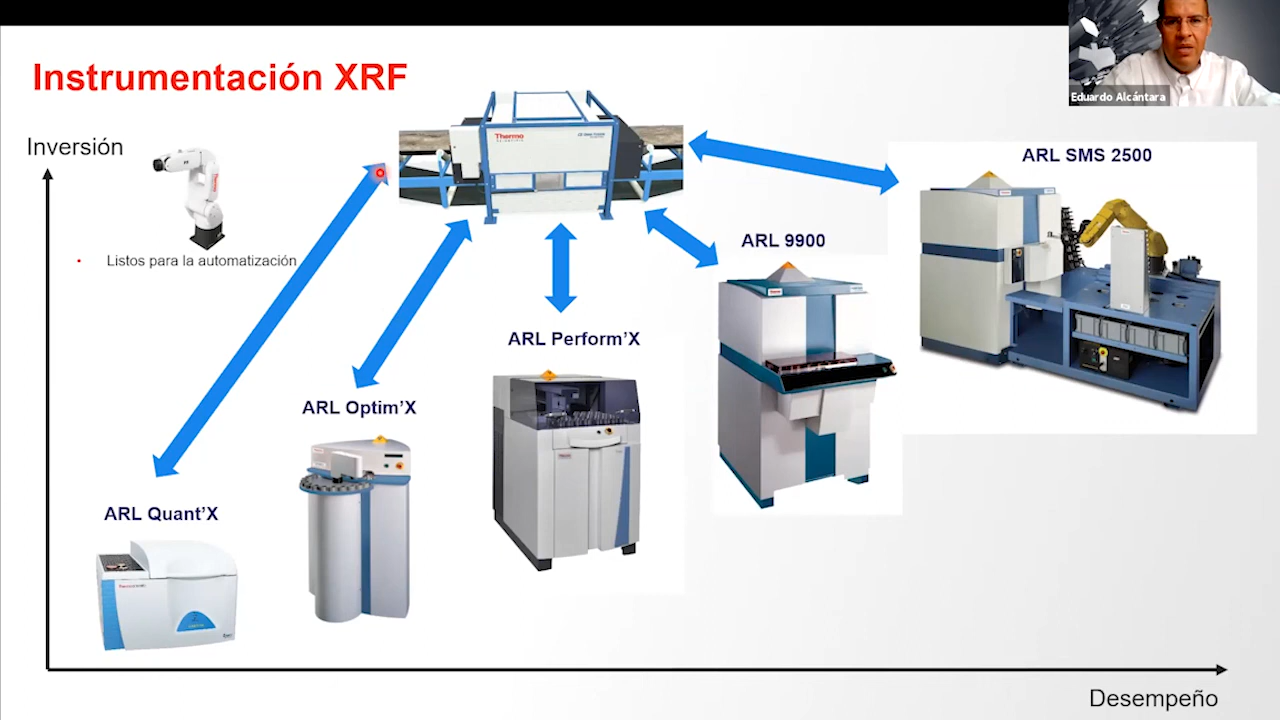 Instrumentación XRF
Eduardo Alcántara
Inversión
Thermo
SCIENTIFIC
ARL SMS 2500
ARL 9900
• Listos para la automatización
ARL Perform’X
ARL Optim’X
ARL Quant’X
Desempeño